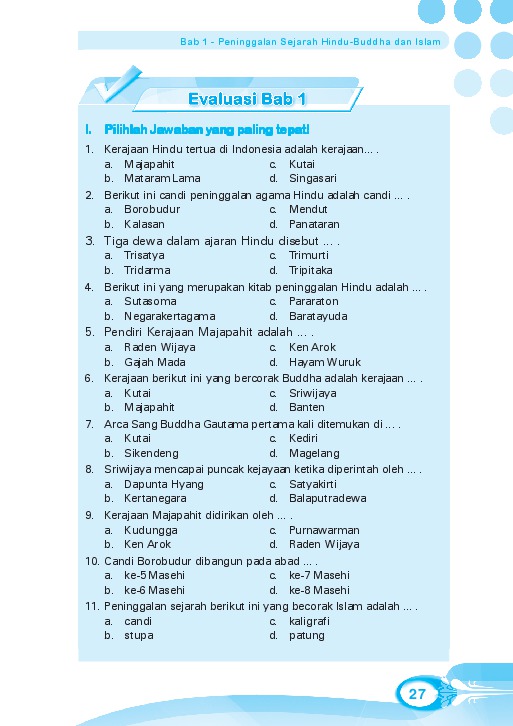 Bab 1 - Peninggalan Sejarah Hindu-Buddha dan Islam
Evaluasi Bab 1
I. Pilihlah Jawaban yang paling tepat!
1. Kerajaan Hindu tertua di Indonesia adalah kerajaan... .
a. Majapahit c. Kutai
b. Mataram Lama d. Singasari
2. Berikut ini candi peninggalan agama Hindu adalah candi ... .
a. Borobudur c. Mendut
b. Kalasan d. Panataran
3. Tiga dewa dalam ajaran Hindu disebut ... .
a. Trisatya c. Trimurti
b. Tridarma d. Tripitaka
4. Berikut ini yang merupakan kitab peninggalan Hindu adalah ... .
a. Sutasoma c. Pararaton
b. Negarakertagama d. Baratayuda
5. Pendiri Kerajaan Majapahit adalah ... .
a. Raden Wijaya c. Ken Arok
b. Gajah Mada d. Hayam Wuruk
6. Kerajaan berikut ini yang bercorak Buddha adalah kerajaan ... .
a. Kutai c. Sriwijaya
b. Majapahit d. Banten
7. Arca Sang Buddha Gautama pertama kali ditemukan di ... .
a. Kutai c. Kediri
b. Sikendeng d. Magelang
8. Sriwijaya mencapai puncak kejayaan ketika diperintah oleh ... .
a. Dapunta Hyang c. Satyakirti
b. Kertanegara d. Balaputradewa
9. Kerajaan Majapahit didirikan oleh ... .
a. Kudungga c. Purnawarman
b. Ken Arok d. Raden Wijaya
10. Candi Borobudur dibangun pada abad ... .
a. ke-5 Masehi c. ke-7 Masehi
b. ke-6 Masehi d. ke-8 Masehi
11. Peninggalan sejarah berikut ini yang becorak Islam adalah ... .
a. candi c. kaligrafi
b. stupa d. patung
27